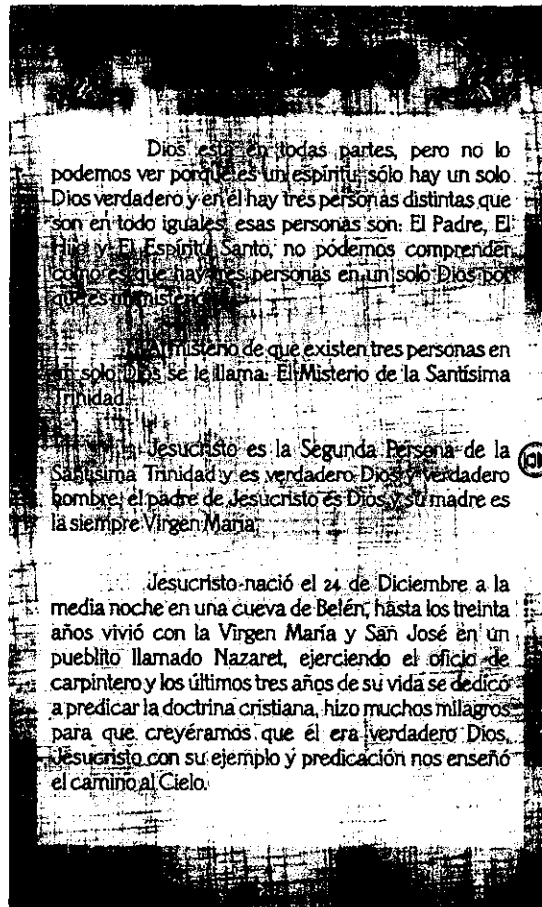 Dios está en todas partes, pero no lo
podemos ver porque es un espíritu, sólo hay un solo
Dios verdadero y en él hay tres personas distintas que
son en todo iguales, esas personas son: El Padre, El
Hijo y El Espíritu Santo, no pódemos comprender
como es que hay tres personas en un solo Dios por
que es un misterio
Al misterio de que existen tres personas en
un solo Dios se le llama: El Misterio de la Santísima
Trinidad.
Jesucristo es la Segunda Persona de la
Santísima Trinidad y es verdadero Dios y verdadero
hombre, el padre de Jesucristo es Dios y su madre es
la siempre Virgen María.
Jesucristo nació el 24 de Diciembre a la
media noche en una cueva de Belén, hasta los treinta
años vivió con la Virgen María y San José en un
pueblito llamado Nazaret, ejerciendo el oficio de
carpintero y los últimos tres años de su vida se dedicó
a predicar la doctrina cristiana, hizo muchos milagros
para que creyéramos que él era verdadero Dios,
Jesucristo con su ejemplo y predicación nos enseñó
el camino al Cielo.